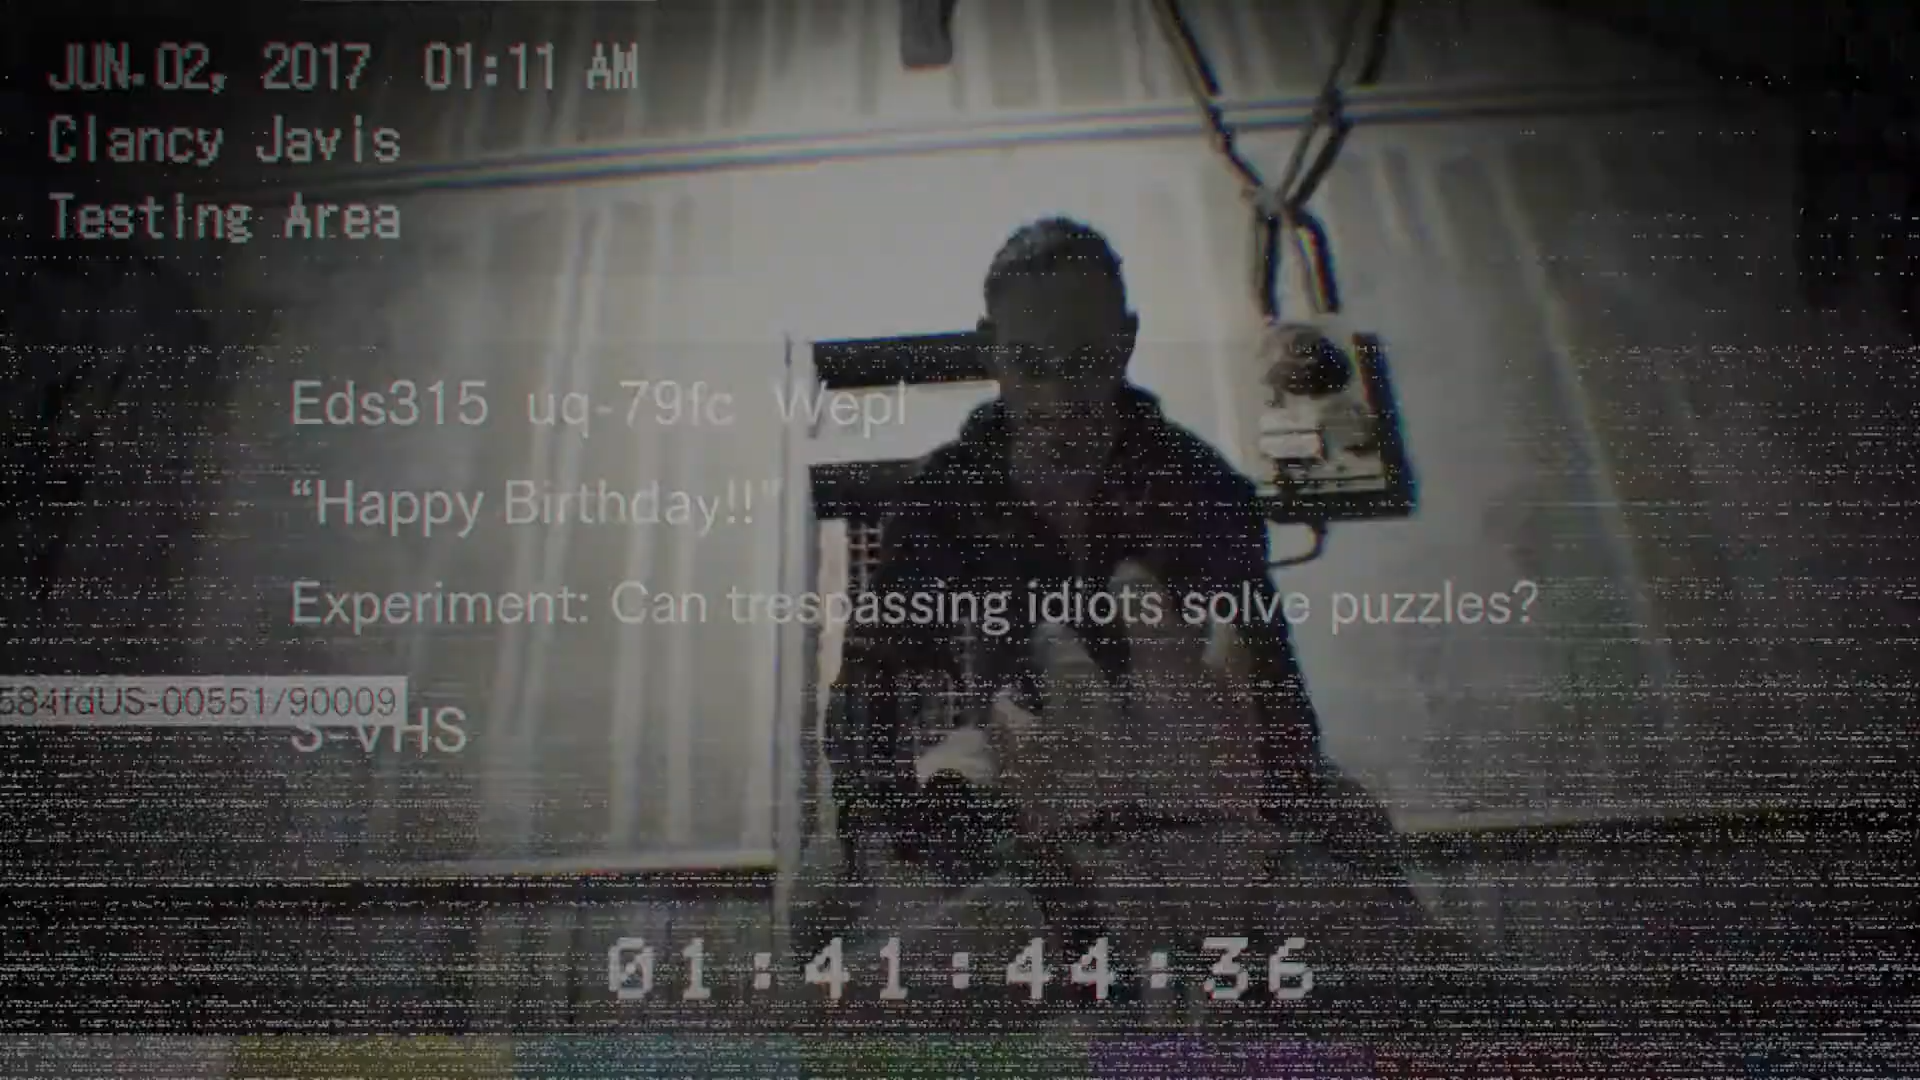 JUN.02, 2017 01:11 AM
Clancy Javis
Testing Area
Eds315 uq-79fc Wepl
“Happy Birthday!!”
Experiment: Can trespassing idiots solve puzzles?
584fdUS-00551/90009
S-VHS
01:41:44:36